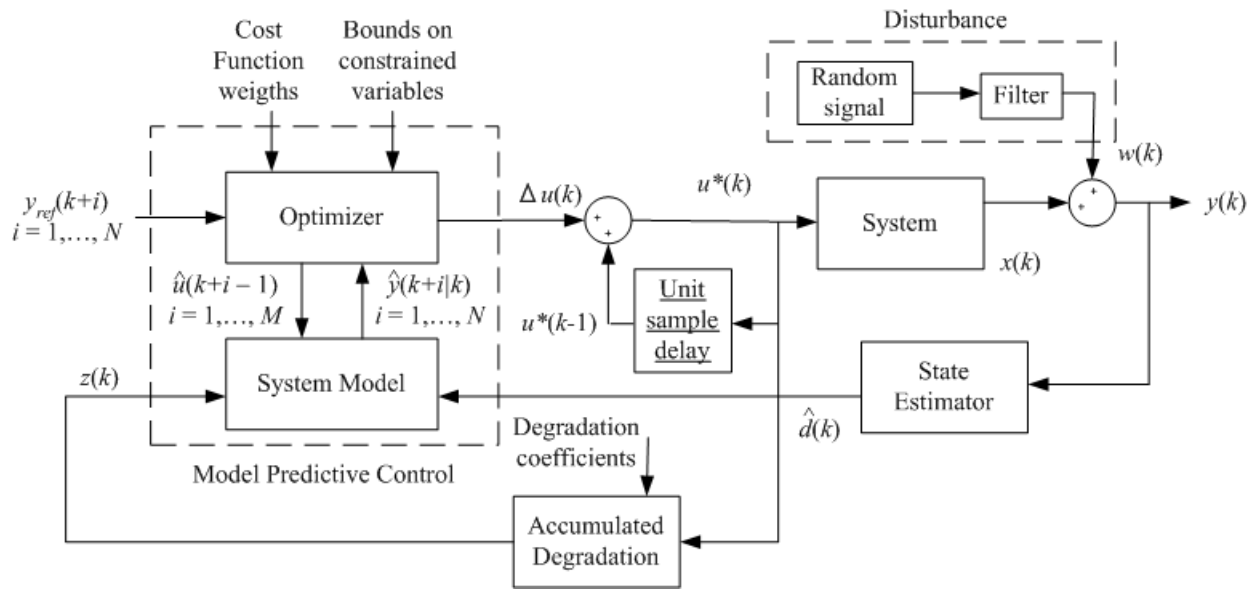 Disturbance
Cost
Function
weigths
Bounds on
constrained
variables
Random
signal
Filter
w(k)
y_ref(k+i)
i = 1,…, N
Optimizer
Δ u(k)
+
+
u*(k)
System
x(k)
+
+
y(k)
û(k+i – 1)
i = 1,…, M
ŷ(k+i|k)
i = 1,…, N
u*(k-1)
Unit
sample
delay
z(k)
System Model
State
Estimator
d̂(k)
Degradation
coefficients
Model Predictive Control
Accumulated
Degradation